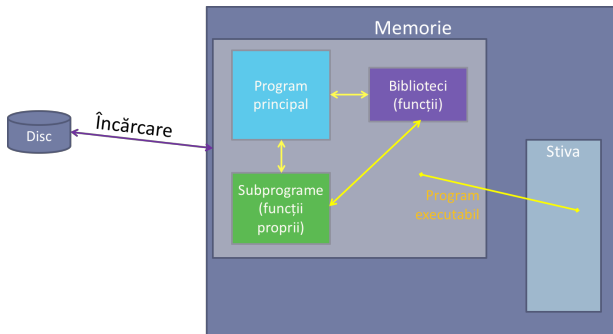 Memorie
Program
principal
Biblioteci
(funcții)
Încărcare
Disc
Stiva
Subprograme
(funcții
proprii)
Program
executabil